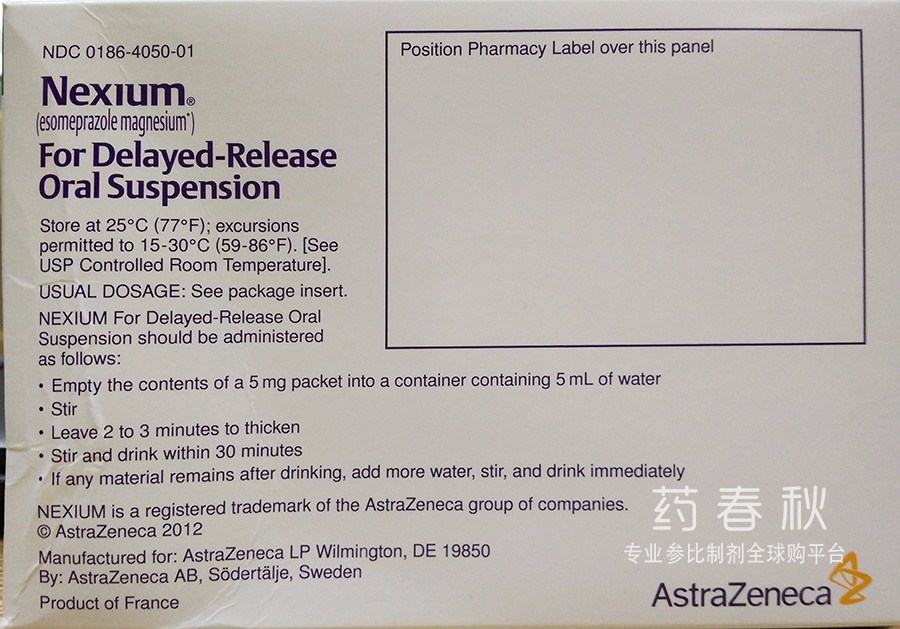 NDC 0186-4050-01
Position Pharmacy Label over this panel
Nexium®
(esomeprazole magnesium*)
For Delayed-Release
Oral Suspension
Store at 25°C (77°F); excursions
permitted to 15-30°C (59-86°F). [See
USP Controlled Room Temperature].
USUAL DOSAGE: See package insert.
NEXIUM For Delayed-Release Oral
Suspension should be administered
as follows:
• Empty the contents of a 5 mg packet into a container containing 5 mL of water
• Stir
• Leave 2 to 3 minutes to thicken
• Stir and drink within 30 minutes
• If any material remains after drinking, add more water, stir, and drink immediately
NEXIUM is a registered trademark of the AstraZeneca group of companies.
© AstraZeneca 2012
Manufactured for: AstraZeneca LP Wilmington, DE 19850
By: AstraZeneca AB, Södertälje, Sweden
Product of France
药春秋
专业参比制剂全球购平台
AstraZeneca